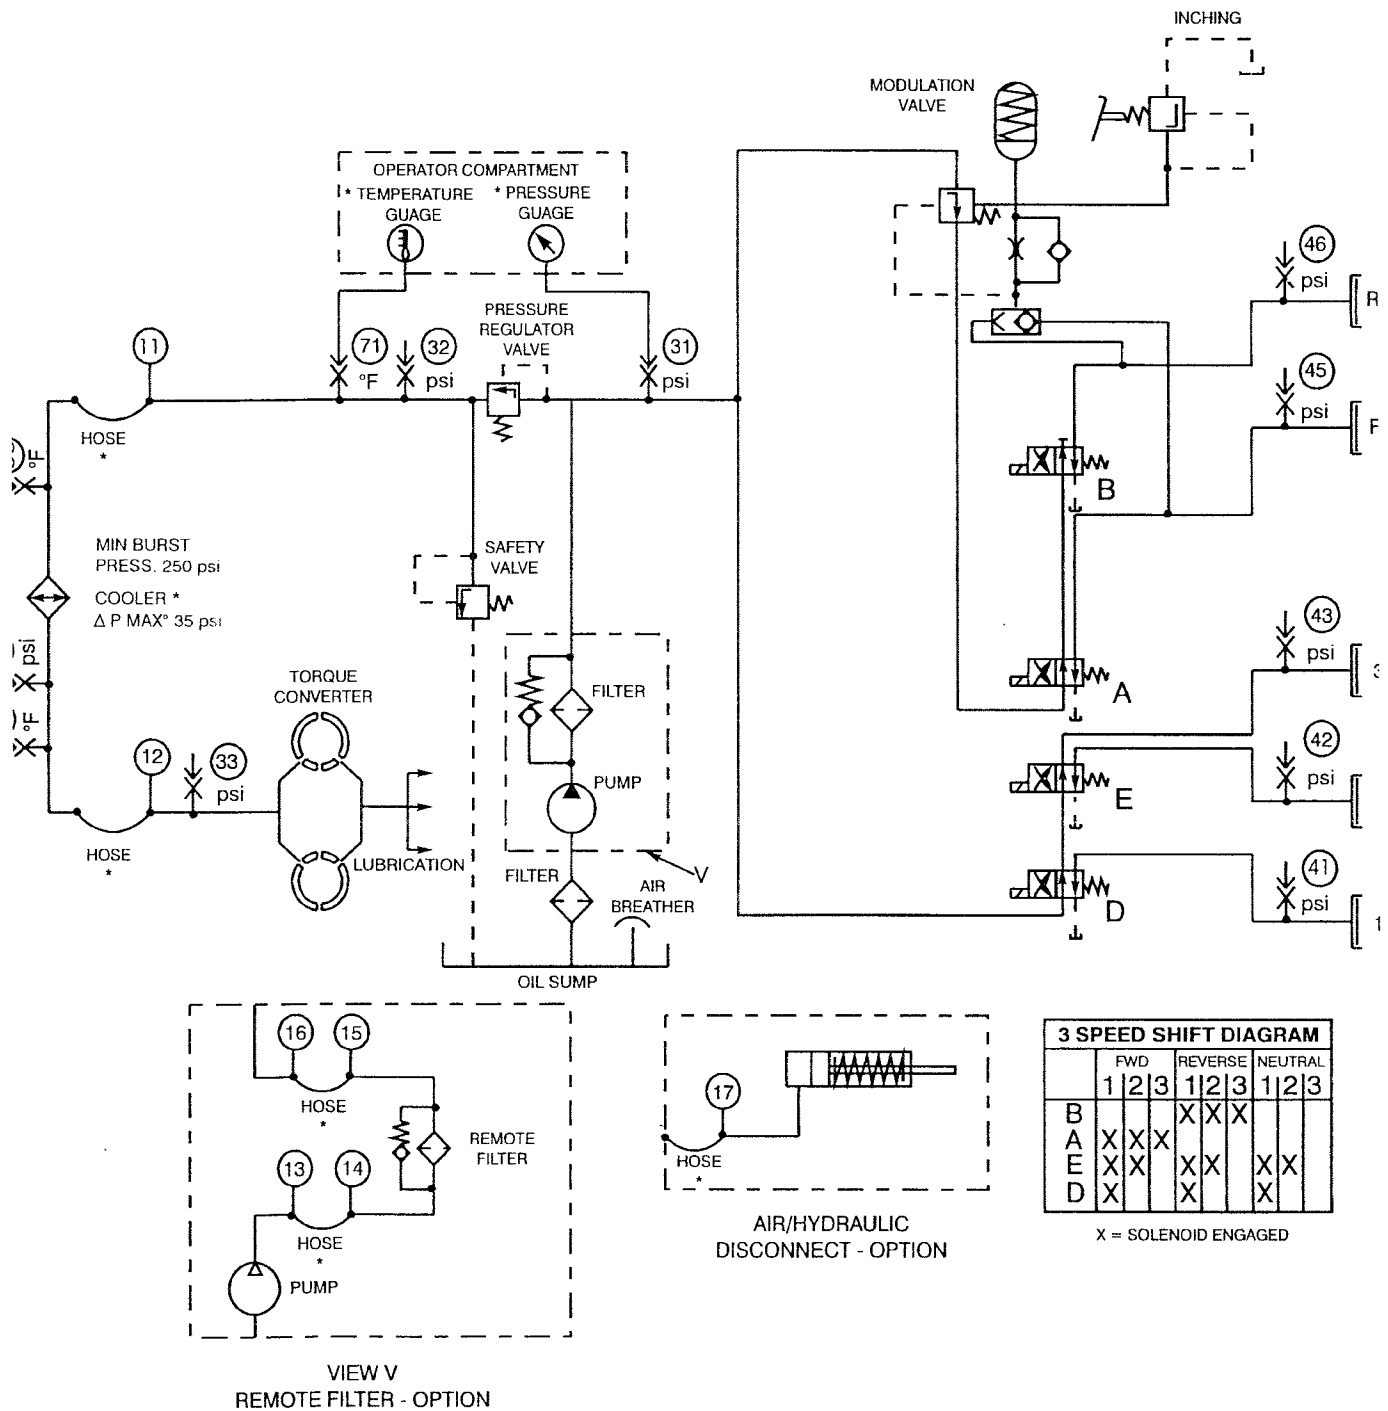 INCHING
MODULATION
VALVE
OPERATOR COMPARTMENT
* TEMPERATURE
GUAGE
* PRESSURE
GUAGE
PRESSURE
REGULATOR
VALVE
11
71
°F
32
psi
31
psi
46
psi
R
45
psi
F
HOSE
*
°F
MIN BURST
PRESS. 250 psi
COOLER *
Δ P MAX° 35 psi
psi
°F
SAFETY
VALVE
B
A
E
D
43
psi
3
42
psi
41
psi
1
TORQUE
CONVERTER
FILTER
PUMP
12
33
psi
HOSE
*
LUBRICATION
FILTER
V
AIR
BREATHER
OIL SUMP
16
15
HOSE
*
REMOTE
FILTER
13
14
HOSE
*
PUMP
VIEW V
REMOTE FILTER - OPTION
17
HOSE
*
AIR/HYDRAULIC
DISCONNECT - OPTION
3 SPEED SHIFT DIAGRAM
FWD REVERSE NEUTRAL
1 2 3 1 2 3 1 2 3
B X X X
A X X X
E X X X X X X
D X X X
X = SOLENOID ENGAGED